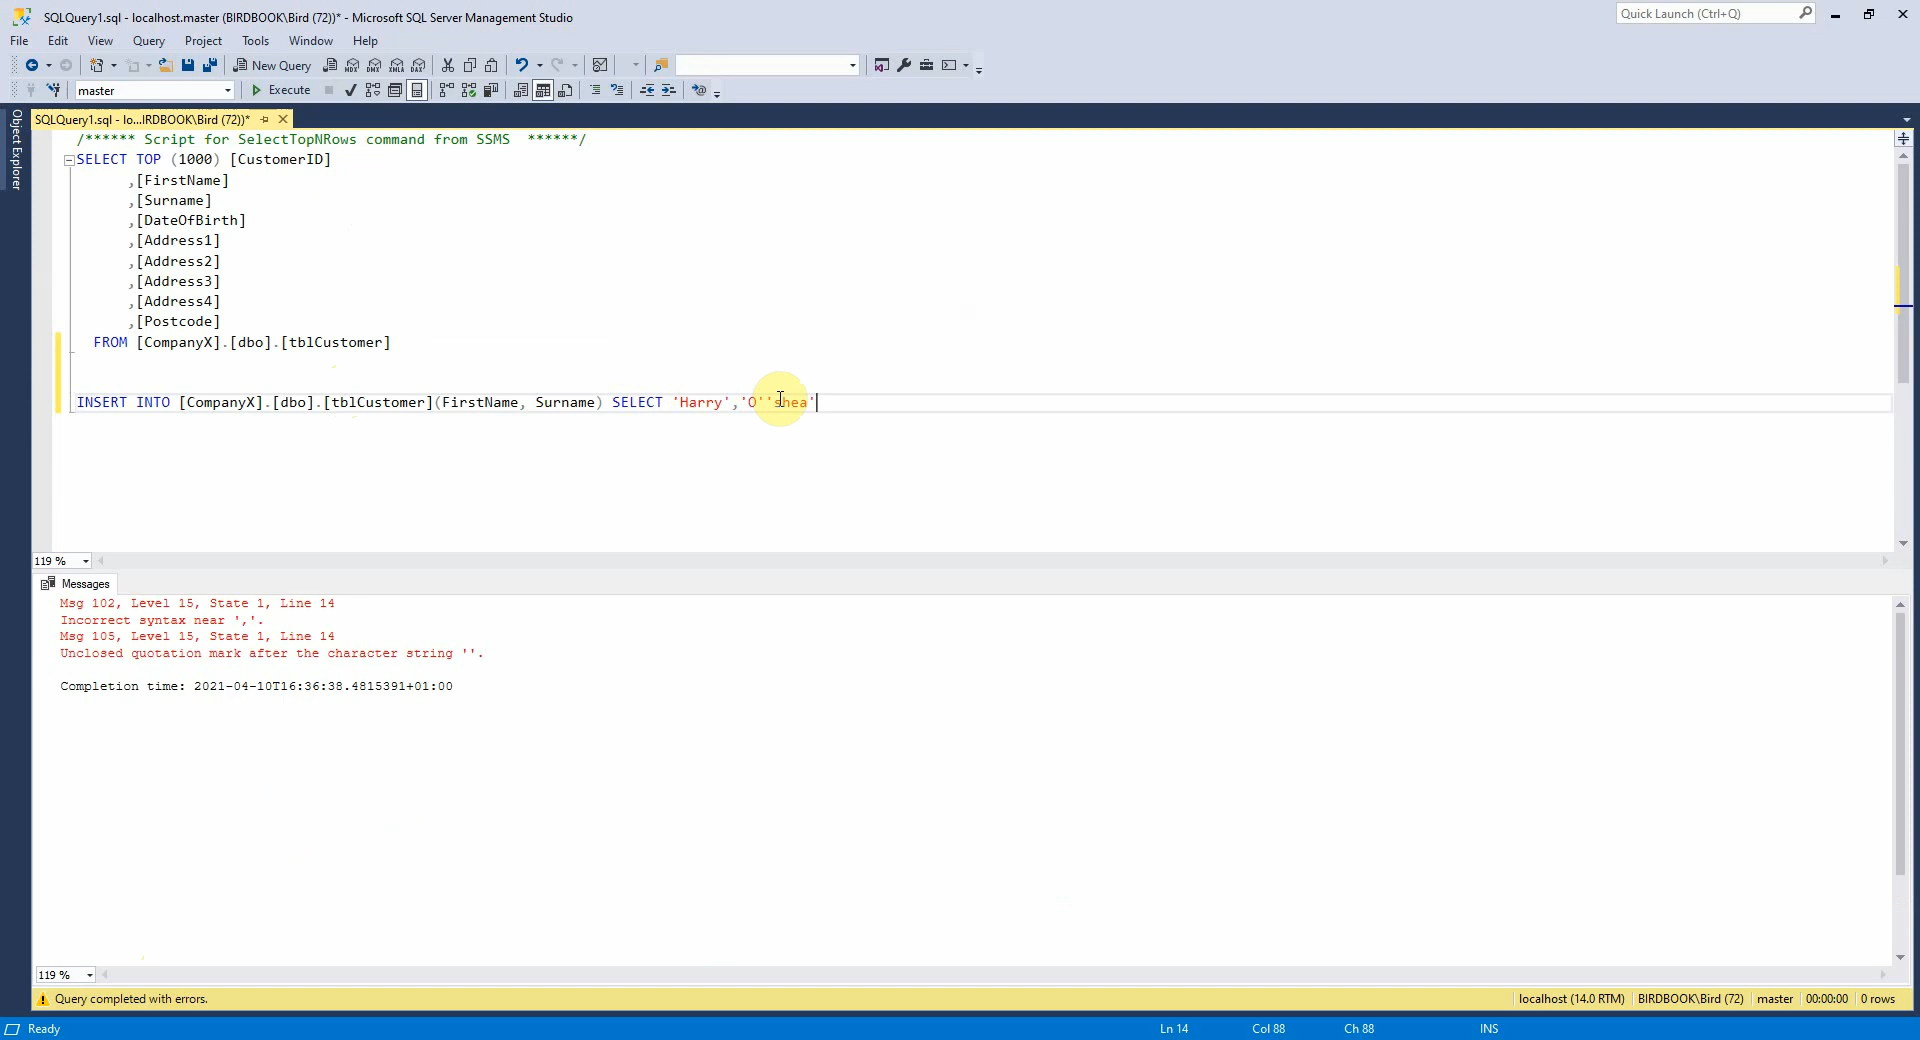 SQLQuery1.sql - localhost.master (BIRDBOOK\Bird (72))* - Microsoft SQL Server Management Studio
Quick Launch (Ctrl+Q)
File Edit View Query Project Tools Window Help
New Query
MDX DMX XMLA DAX
master
Execute
Object Explorer
SQLQuery1.sql - lo...IRDBOOK\Bird (72))*
/****** Script for SelectTopNRows command from SSMS ******/
SELECT TOP (1000) [CustomerID]
,[FirstName]
,[Surname]
,[DateOfBirth]
,[Address1]
,[Address2]
,[Address3]
,[Address4]
,[Postcode]
FROM [CompanyX].[dbo].[tblCustomer]
INSERT INTO [CompanyX].[dbo].[tblCustomer](FirstName, Surname) SELECT 'Harry','O''shea'
119 %
Messages
Msg 102, Level 15, State 1, Line 14
Incorrect syntax near ','.
Msg 105, Level 15, State 1, Line 14
Unclosed quotation mark after the character string ''.
Completion time: 2021-04-10T16:36:38.4815391+01:00
119 %
Query completed with errors.
localhost (14.0 RTM) BIRDBOOK\Bird (72) master 00:00:00 0 rows
Ready
Ln 14 Col 88 Ch 88 INS